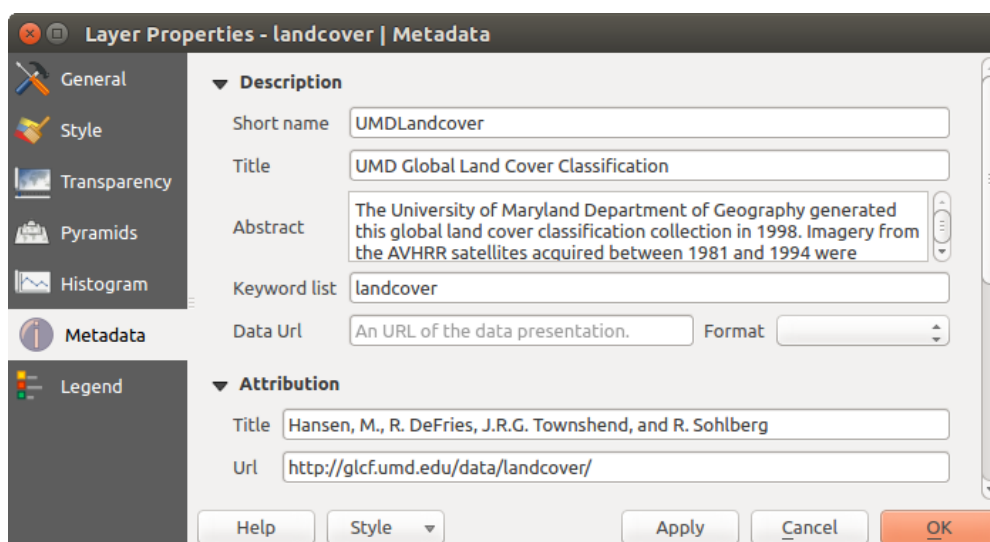 Layer Properties - landcover | Metadata
General
Style
Transparency
Pyramids
Histogram
Metadata
Legend
Description
Short name UMDLandcover
Title UMD Global Land Cover Classification
Abstract The University of Maryland Department of Geography generated
this global land cover classification collection in 1998. Imagery from
the AVHRR satellites acquired between 1981 and 1994 were
Keyword list landcover
Data Url An URL of the data presentation. Format
Attribution
Title Hansen, M., R. DeFries, J.R.G. Townshend, and R. Sohlberg
Url http://glcf.umd.edu/data/landcover/
Help Style Apply Cancel OK